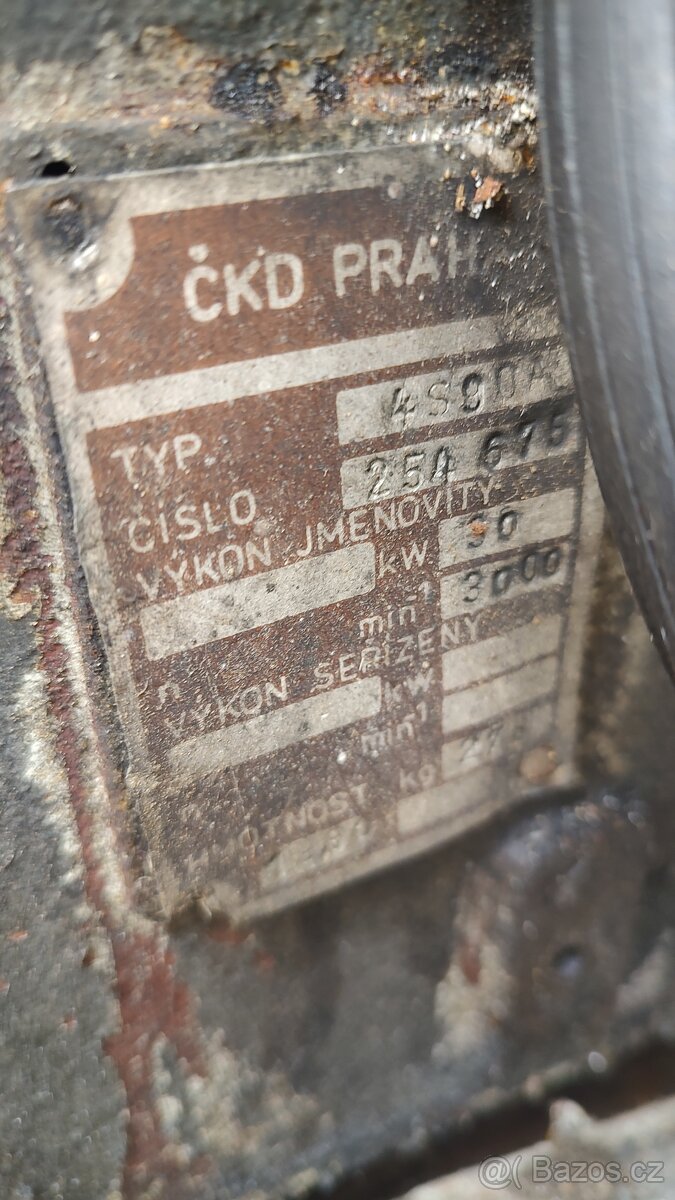 ČKD PRAH
TYP. 4S90A
ČÍSLO 254 675
VÝKON JMENOVITÝ
kW 30
n min-1 3000
VÝKON SEŘÍZENÝ
kW
n min-1
HMOTNOST kg
@ Bazos.cz